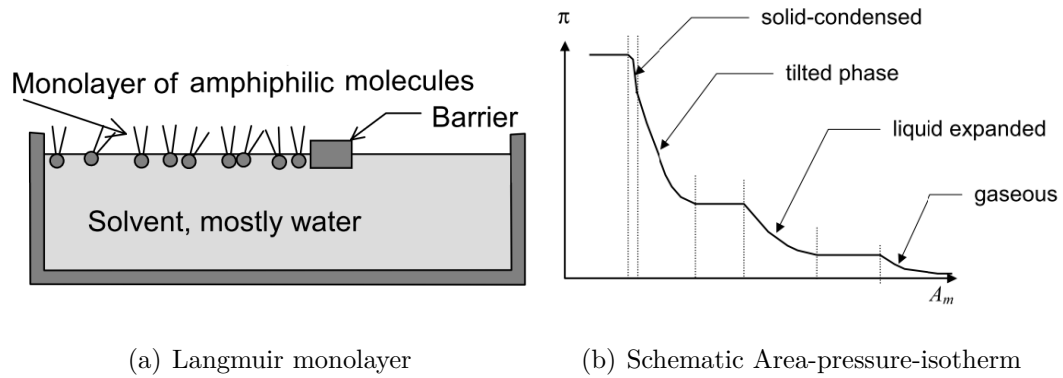 Monolayer of amphiphilic molecules
Barrier
Solvent, mostly water
π
solid-condensed
tilted phase
liquid expanded
gaseous
A_m
(a) Langmuir monolayer
(b) Schematic Area-pressure-isotherm